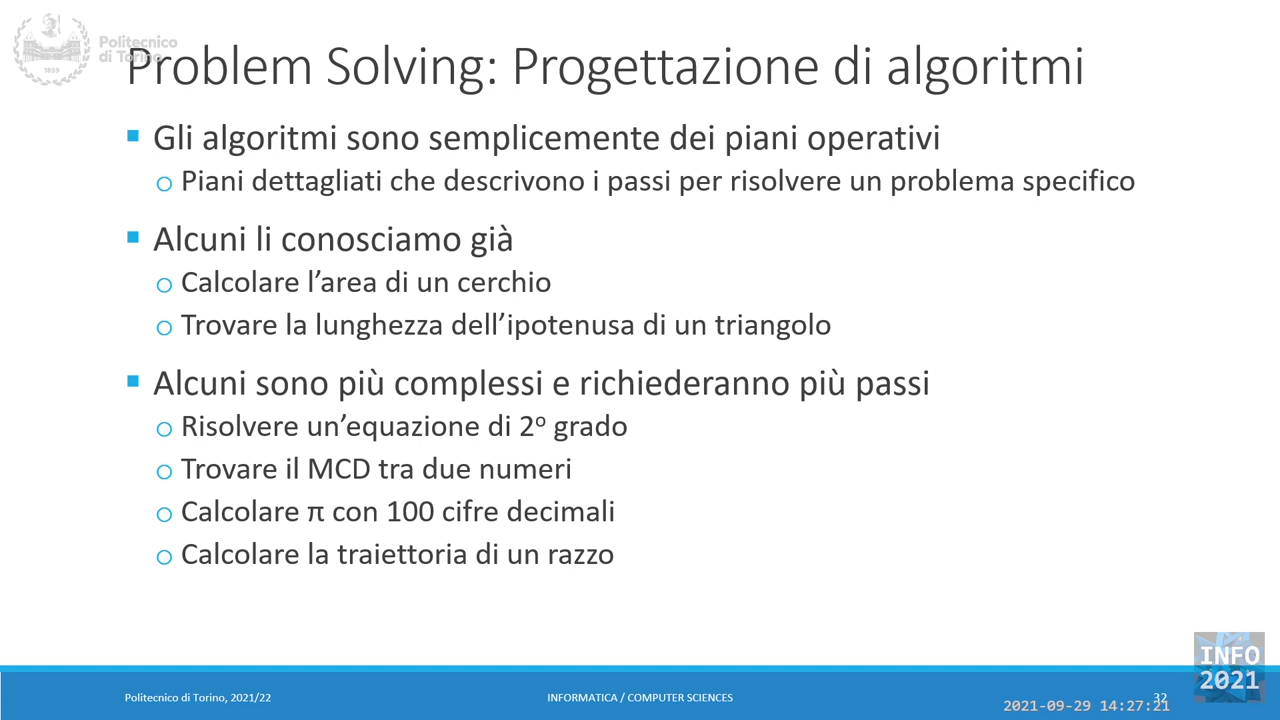 Politecnico
di Torino
Problem Solving: Progettazione di algoritmi
▪ Gli algoritmi sono semplicemente dei piani operativi
o Piani dettagliati che descrivono i passi per risolvere un problema specifico
▪ Alcuni li conosciamo già
o Calcolare l’area di un cerchio
o Trovare la lunghezza dell’ipotenusa di un triangolo
▪ Alcuni sono più complessi e richiederanno più passi
o Risolvere un’equazione di 2º grado
o Trovare il MCD tra due numeri
o Calcolare π con 100 cifre decimali
o Calcolare la traiettoria di un razzo
INFO
2021
Politecnico di Torino, 2021/22
INFORMATICA / COMPUTER SCIENCES
32
2021-09-29 14:27:21
1859